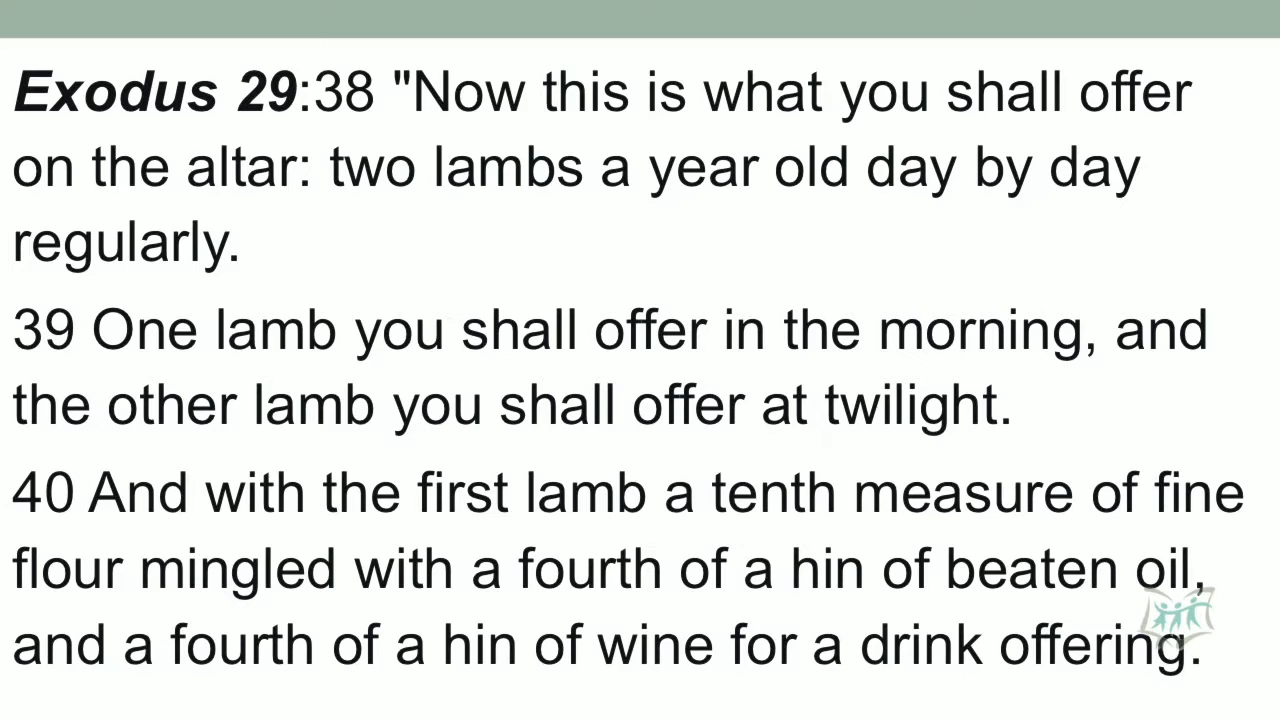 Exodus 29:38 "Now this is what you shall offer
on the altar: two lambs a year old day by day
regularly.
39 One lamb you shall offer in the morning, and
the other lamb you shall offer at twilight.
40 And with the first lamb a tenth measure of fine
flour mingled with a fourth of a hin of beaten oil,
and a fourth of a hin of wine for a drink offering.